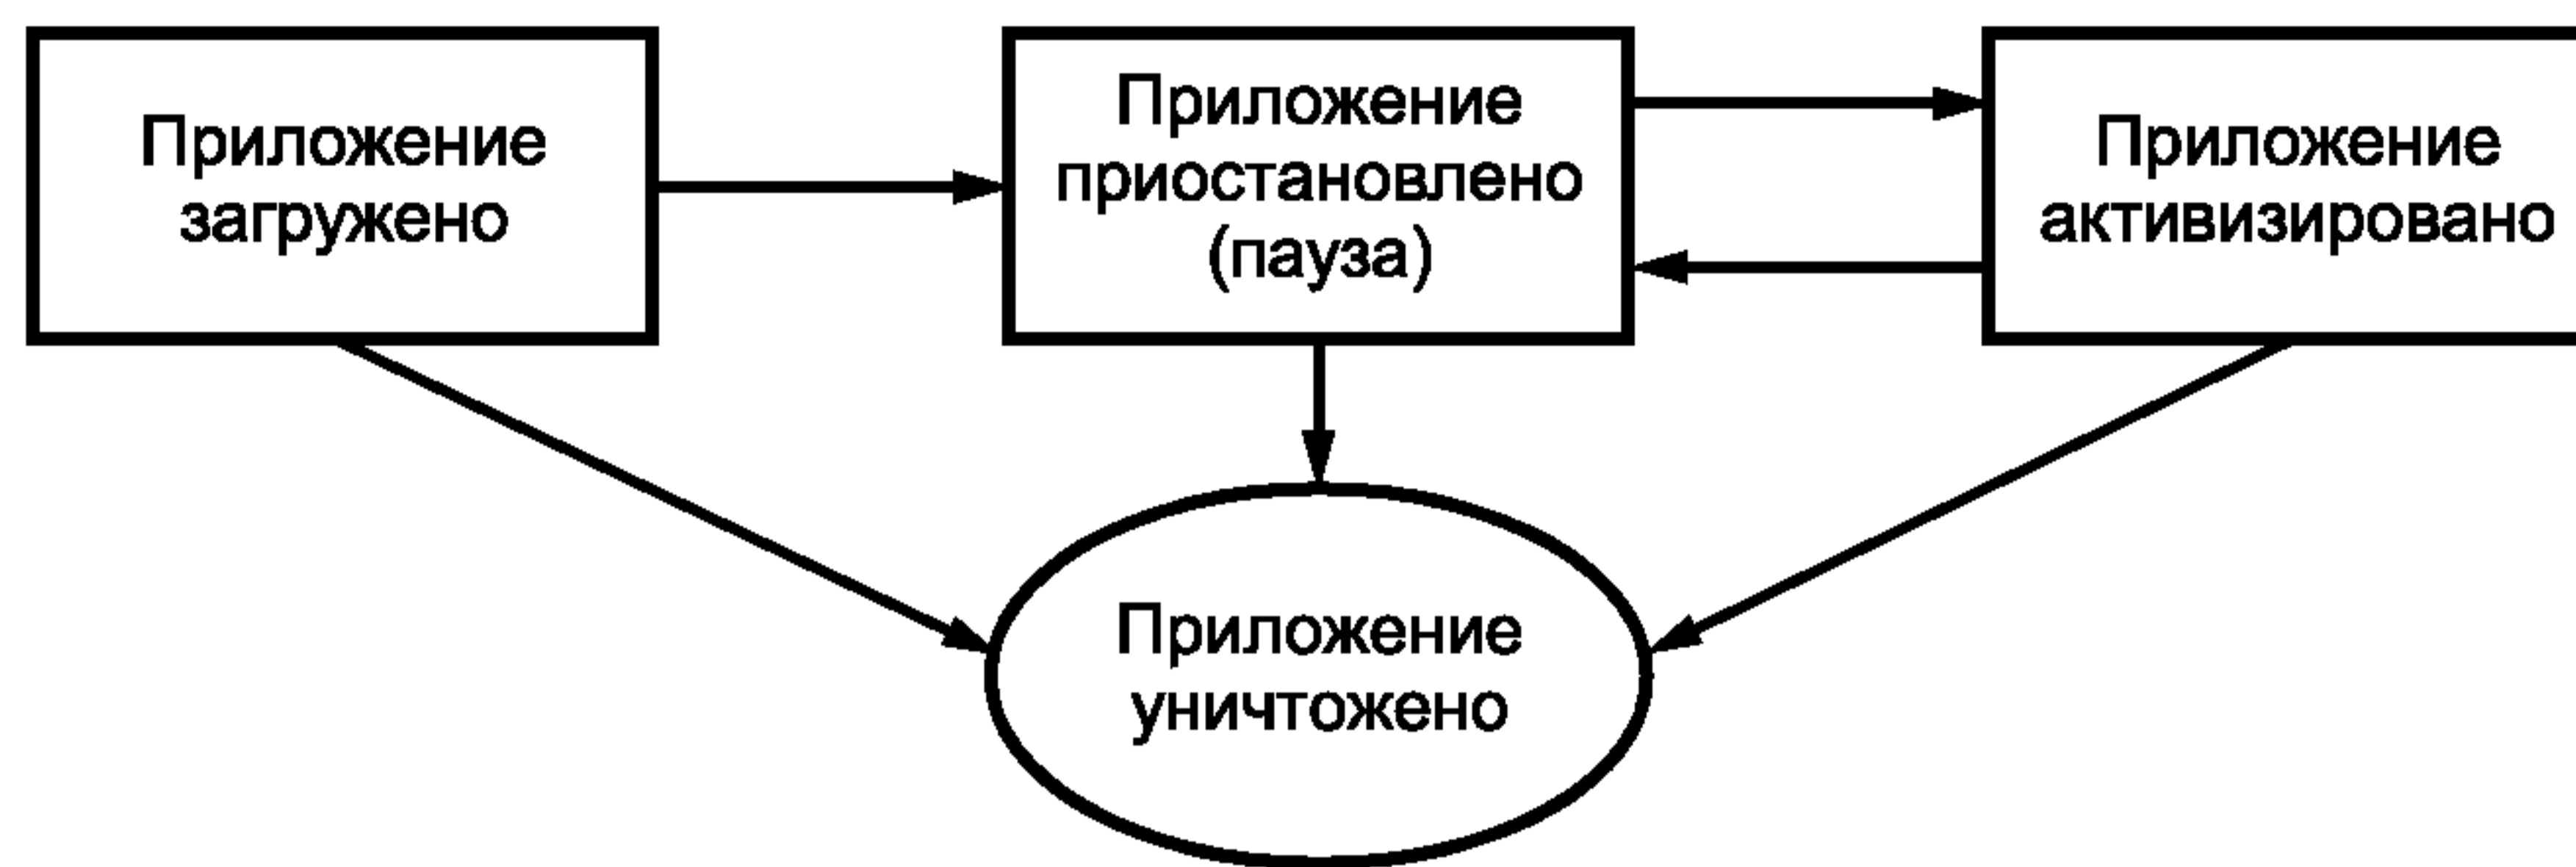 Приложение
загружено
Приложение
приостановлено
(пауза)
Приложение
активизировано
Приложение
уничтожено